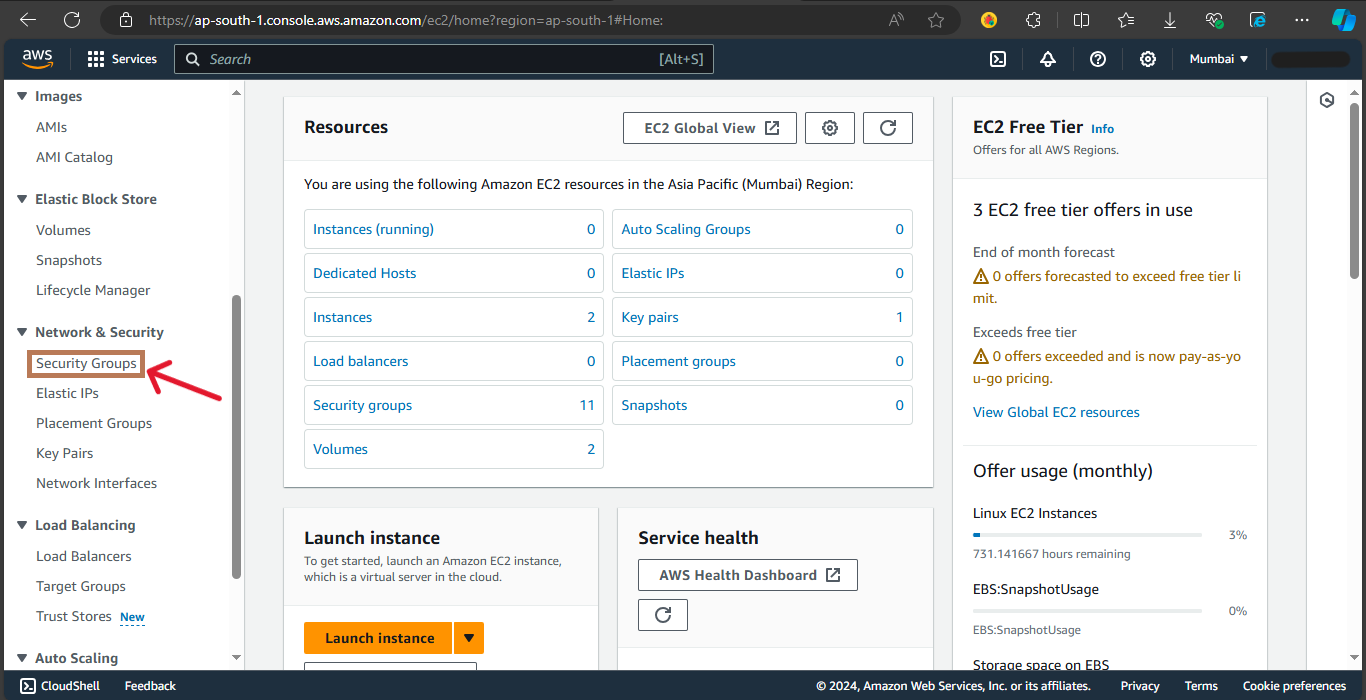 https://ap-south-1.console.aws.amazon.com/ec2/home?region=ap-south-1#Home:
aws
Services
Search
[Alt+S]
Mumbai
Images
AMIs
AMI Catalog
Elastic Block Store
Volumes
Snapshots
Lifecycle Manager
Network & Security
Security Groups
Elastic IPs
Placement Groups
Key Pairs
Network Interfaces
Load Balancing
Load Balancers
Target Groups
Trust Stores New
Auto Scaling
Resources
EC2 Global View
You are using the following Amazon EC2 resources in the Asia Pacific (Mumbai) Region:
Instances (running) 0
Auto Scaling Groups 0
Dedicated Hosts 0
Elastic IPs 0
Instances 2
Key pairs 1
Load balancers 0
Placement groups 0
Security groups 11
Snapshots 0
Volumes 2
Launch instance
To get started, launch an Amazon EC2 instance,
which is a virtual server in the cloud.
Launch instance
Service health
AWS Health Dashboard
EC2 Free Tier Info
Offers for all AWS Regions.
3 EC2 free tier offers in use
End of month forecast
0 offers forecasted to exceed free tier li
mit.
Exceeds free tier
0 offers exceeded and is now pay-as-yo
u-go pricing.
View Global EC2 resources
Offer usage (monthly)
Linux EC2 Instances
3%
731.141667 hours remaining
EBS:SnapshotUsage
0%
EBS:SnapshotUsage
Storage space on EBS
CloudShell
Feedback
© 2024, Amazon Web Services, Inc. or its affiliates.
Privacy
Terms
Cookie preferences